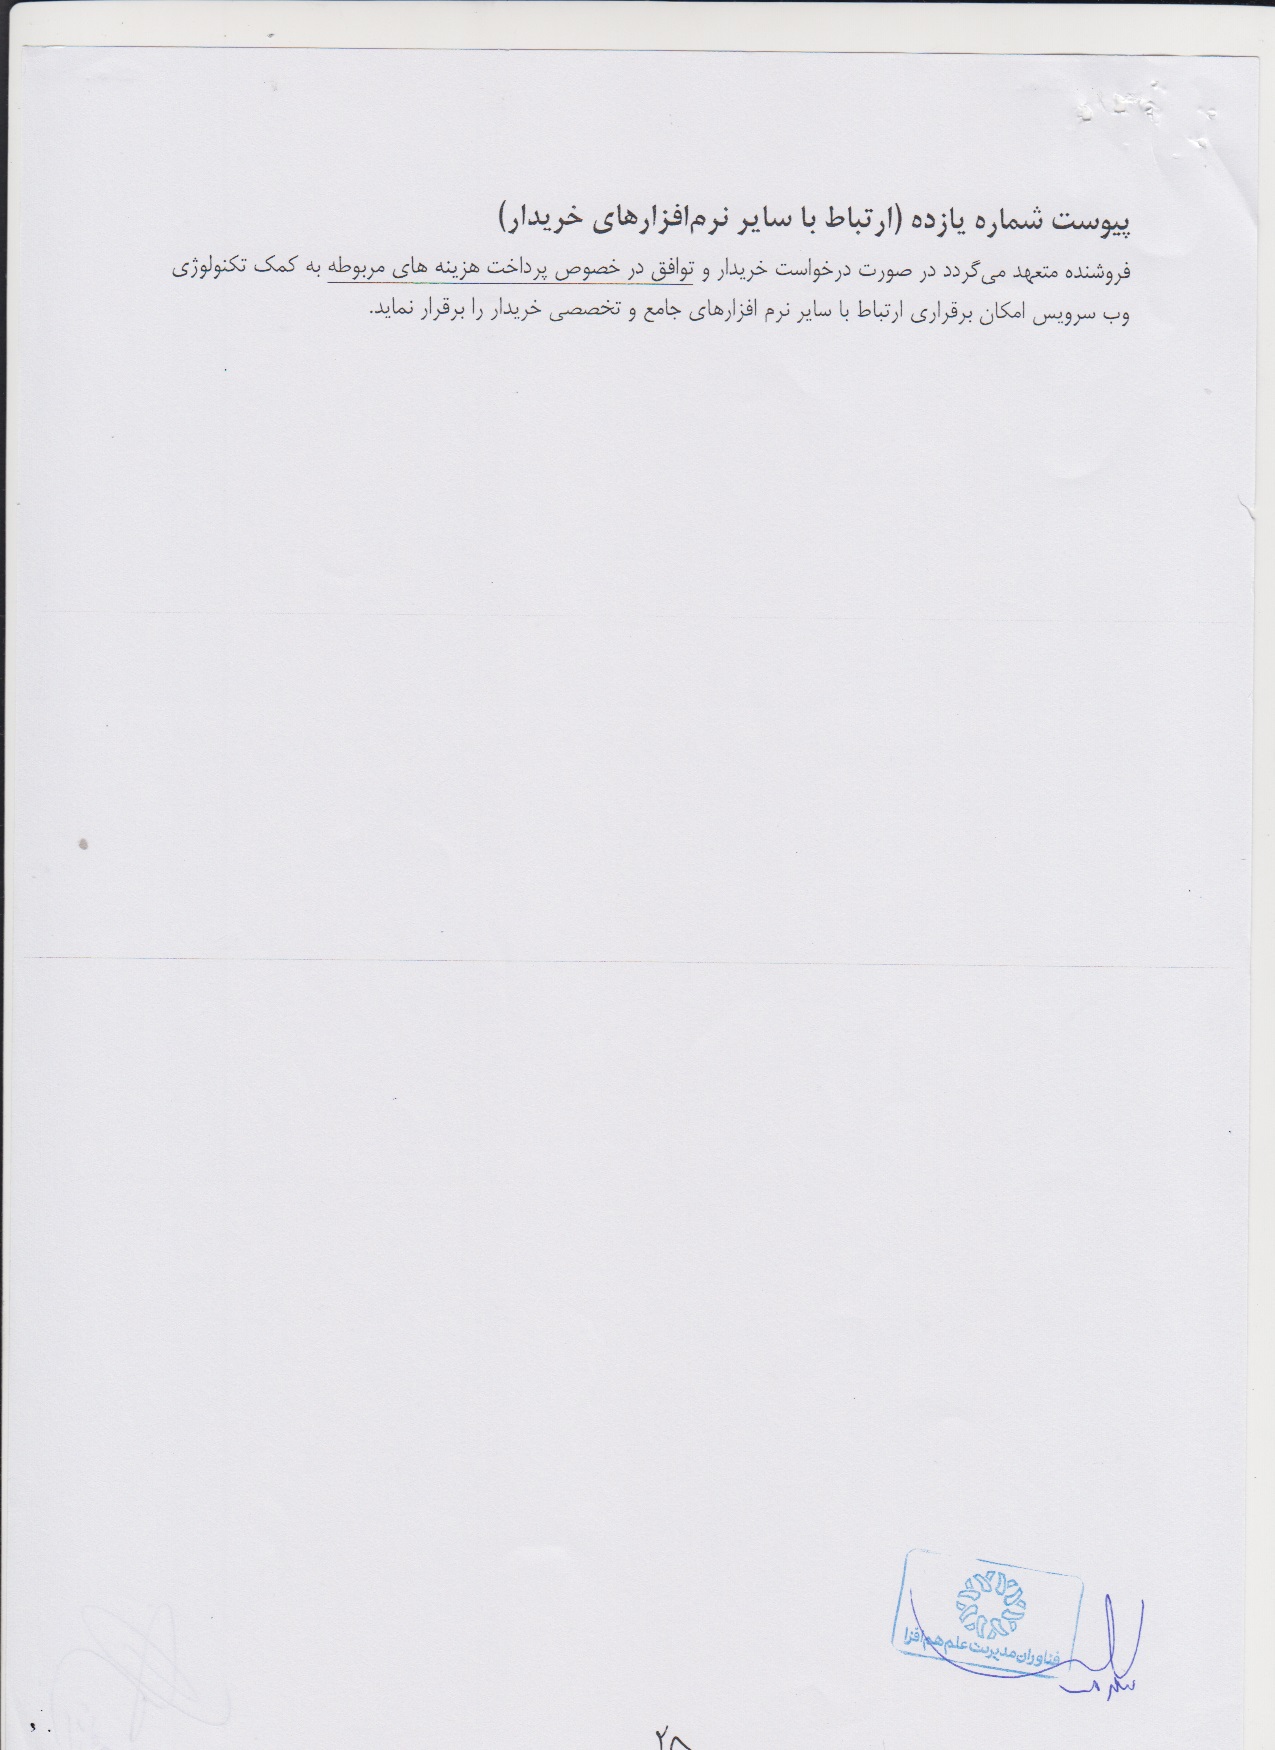 پیوست شماره یازده (ارتباط با سایر نرم‌افزارهای خریدار)
فروشنده متعهد می‌گردد در صورت درخواست خریدار و توافق در خصوص پرداخت هزینه های مربوطه به کمک تکنولوژی
وب سرویس امکان برقراری ارتباط با سایر نرم افزارهای جامع و تخصصی خریدار را برقرار نماید.
فناوران مدیریت علم هم افزا
۲۸